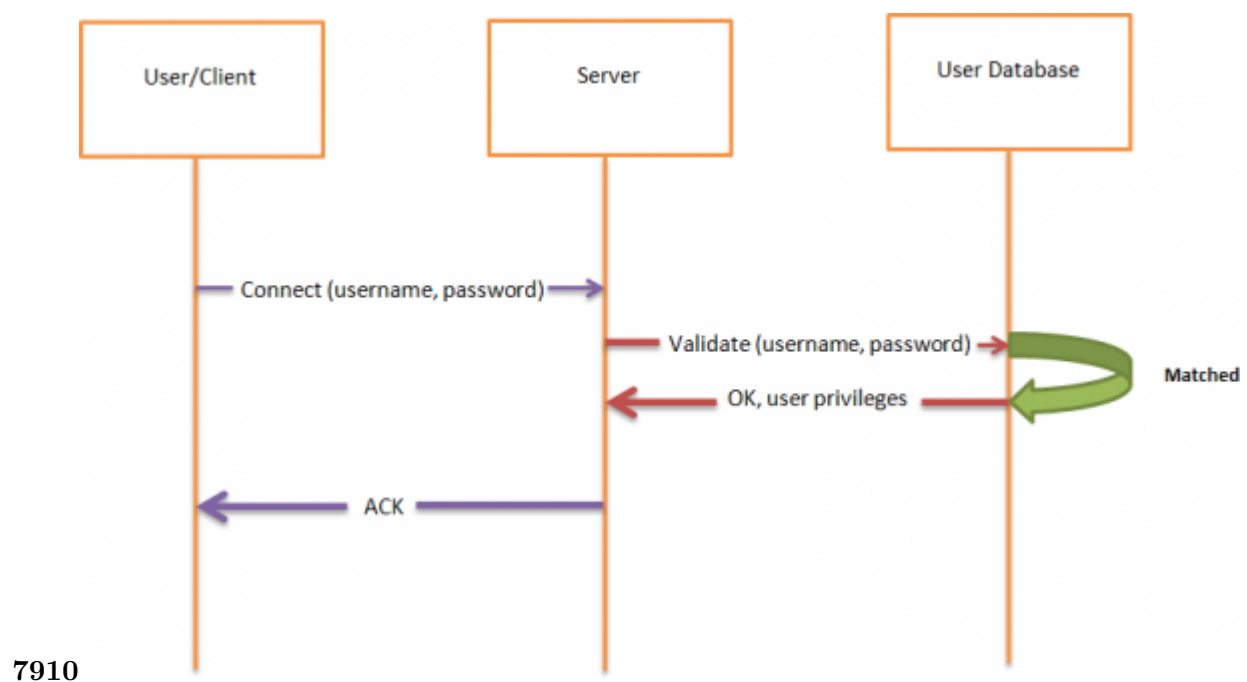 User/Client
Server
User Database
Connect (username, password)
Validate (username, password)
Matched
OK, user privileges
ACK
7910